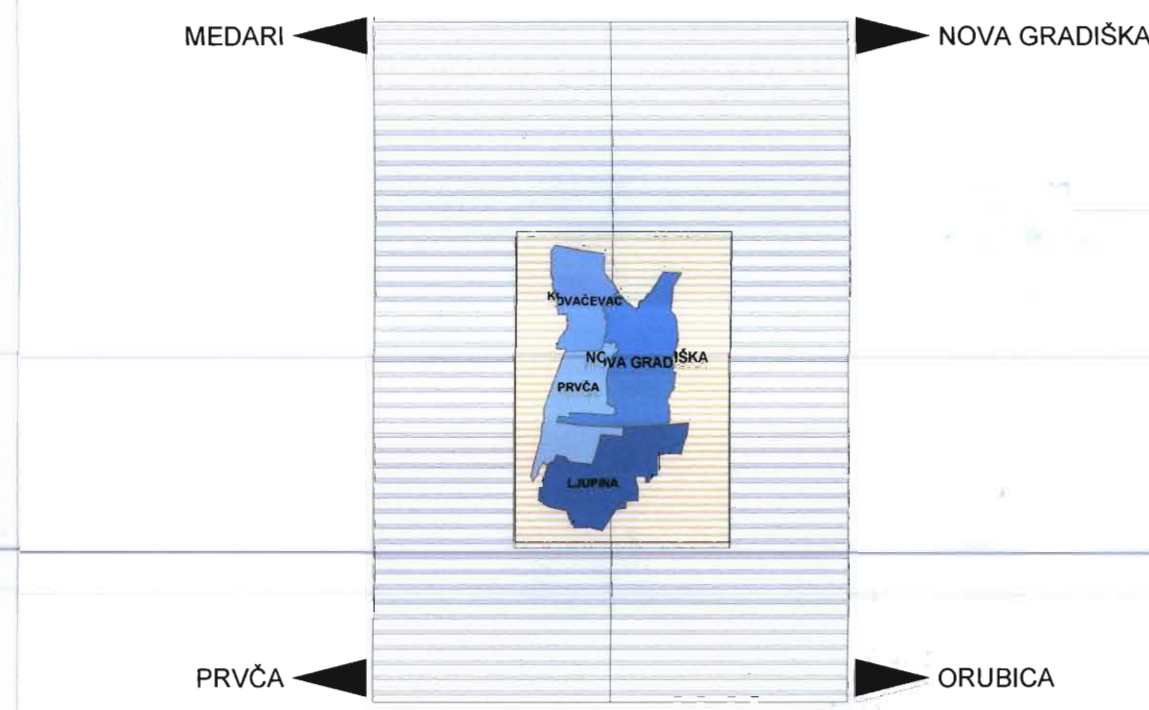 MEDARI
NOVA GRADIŠKA
KOVAČEVAC
NOVA GRADIŠKA
PRVČA
LJUPINA
PRVČA
ORUBICA